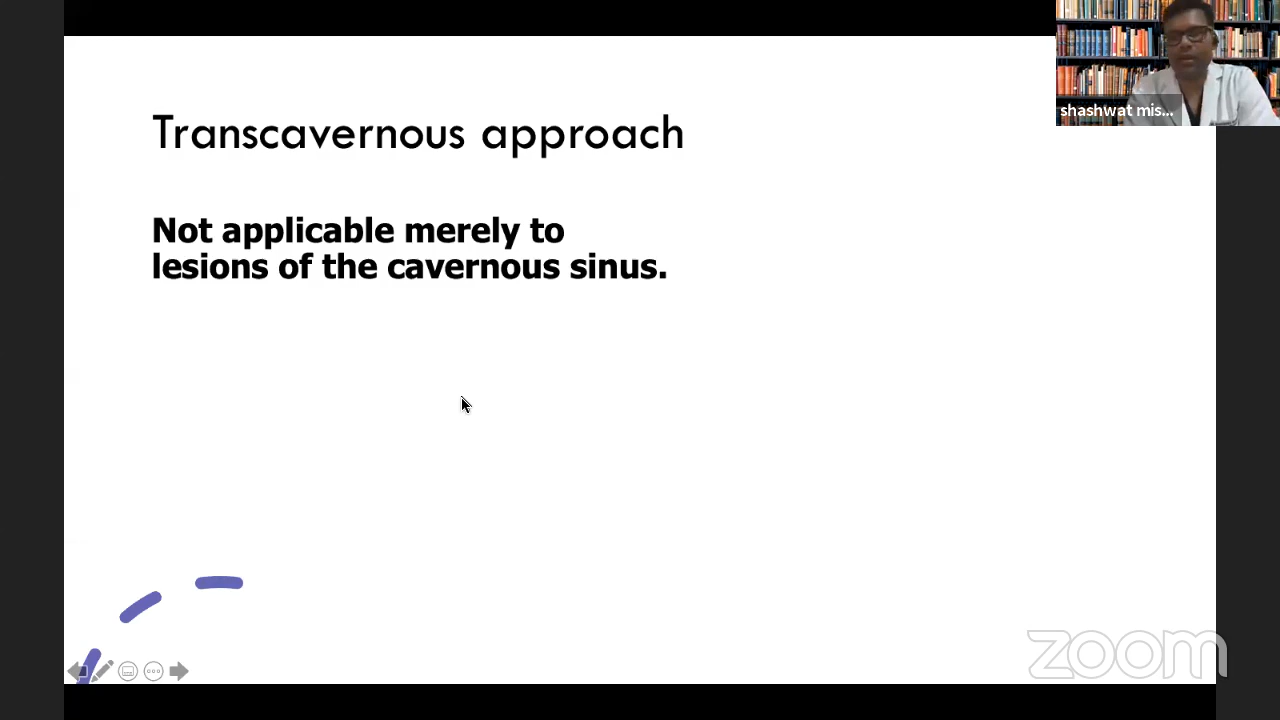 Transcavernous approach
Not applicable merely to
lesions of the cavernous sinus.
shashwat mis...
zoom